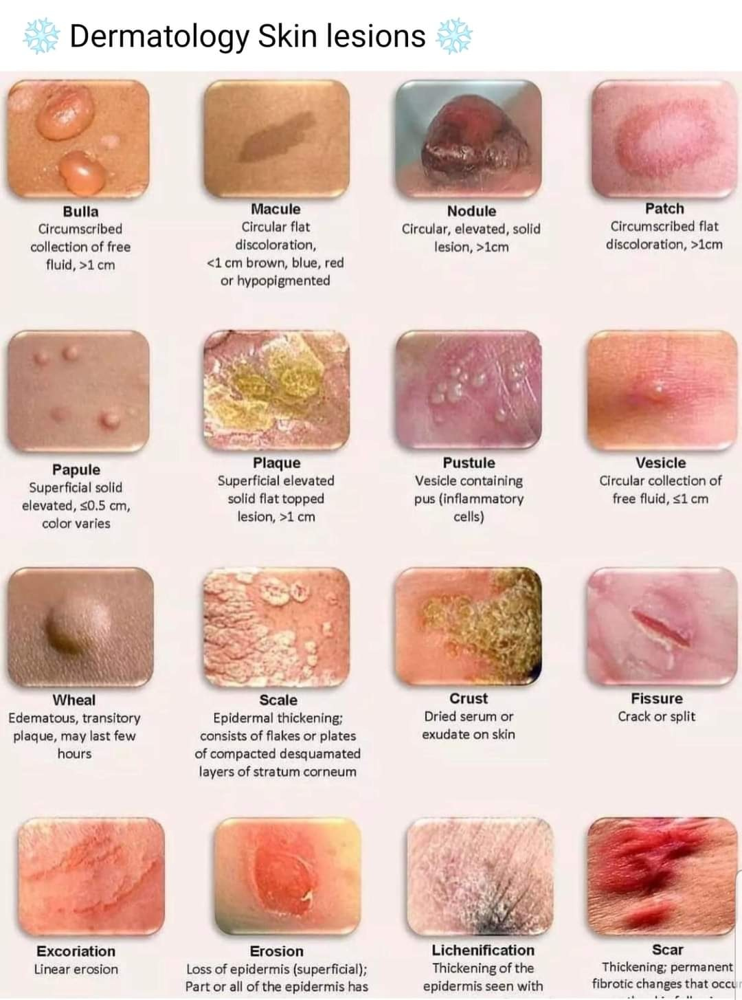 ❄️ Dermatology Skin lesions ❄️
Bulla
Circumscribed
collection of free
fluid, >1 cm
Macule
Circular flat
discoloration,
<1 cm brown, blue, red
or hypopigmented
Nodule
Circular, elevated, solid
lesion, >1cm
Patch
Circumscribed flat
discoloration, >1cm
Papule
Superficial solid
elevated, ≤0.5 cm,
color varies
Plaque
Superficial elevated
solid flat topped
lesion, >1 cm
Pustule
Vesicle containing
pus (inflammatory
cells)
Vesicle
Circular collection of
free fluid, ≤1 cm
Wheal
Edematous, transitory
plaque, may last few
hours
Scale
Epidermal thickening;
consists of flakes or plates
of compacted desquamated
layers of stratum corneum
Crust
Dried serum or
exudate on skin
Fissure
Crack or split
Excoriation
Linear erosion
Erosion
Loss of epidermis (superficial);
Part or all of the epidermis has
Lichenification
Thickening of the
epidermis seen with
Scar
Thickening; permanent
fibrotic changes that occur